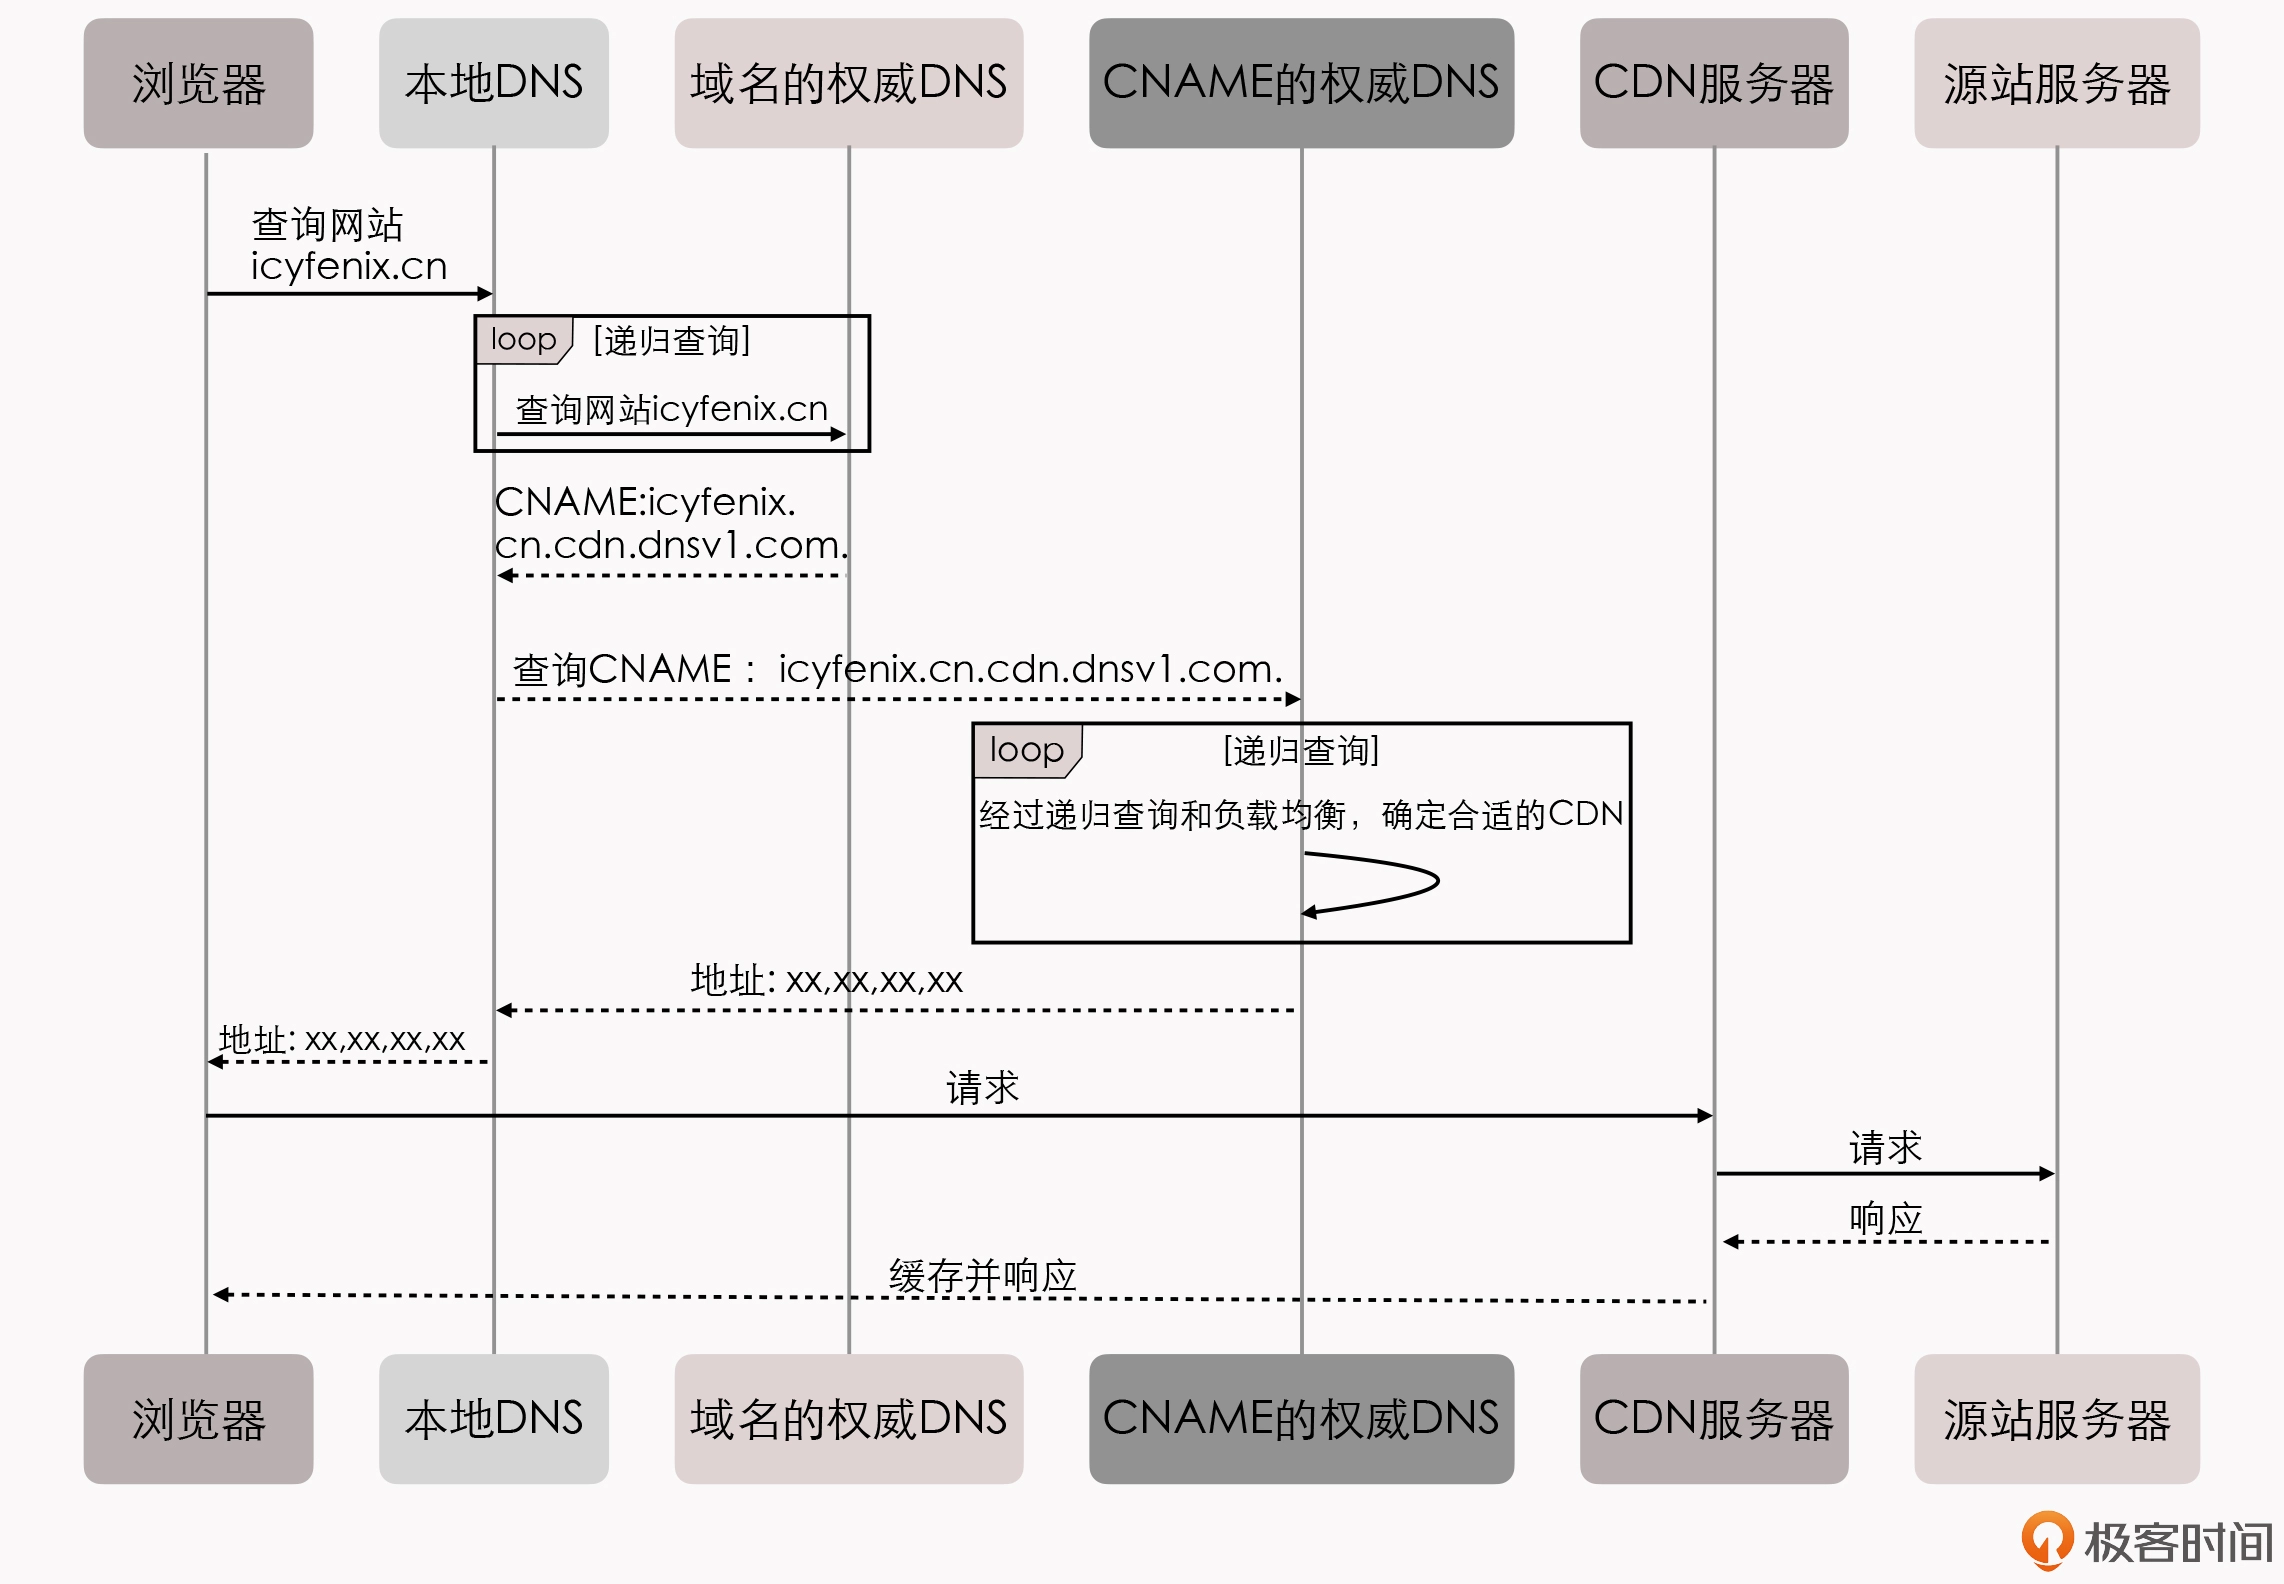 浏览器
本地DNS
域名的权威DNS
CNAME的权威DNS
CDN服务器
源站服务器
查询网站
icyfenix.cn
loop [递归查询]
查询网站icyfenix.cn
CNAME:icyfenix.
cn.cdn.dnsv1.com.
查询CNAME：icyfenix.cn.cdn.dnsv1.com.
loop [递归查询]
经过递归查询和负载均衡，确定合适的CDN
地址: xx,xx,xx,xx
地址: xx,xx,xx,xx
请求
请求
响应
缓存并响应
浏览器
本地DNS
域名的权威DNS
CNAME的权威DNS
CDN服务器
源站服务器
极客时间